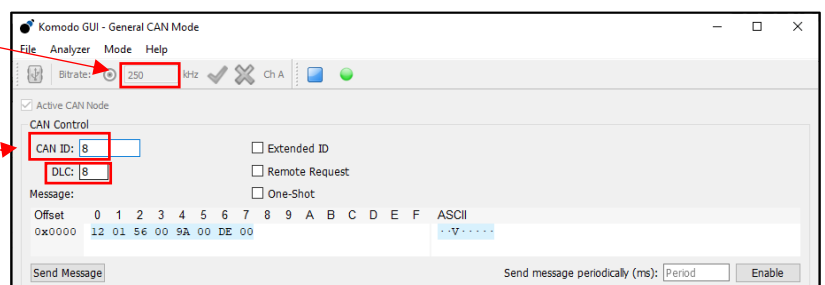 Komodo GUI - General CAN Mode
File Analyzer Mode Help
Bitrate: 250 kHz Ch A
Active CAN Node
CAN Control
CAN ID: 8 Extended ID
DLC: 8 Remote Request
Message: One-Shot
Offset 0 1 2 3 4 5 6 7 8 9 A B C D E F ASCII
0x0000 12 01 56 00 9A 00 DE 00 ··V·····
Send Message Send message periodically (ms): Period Enable